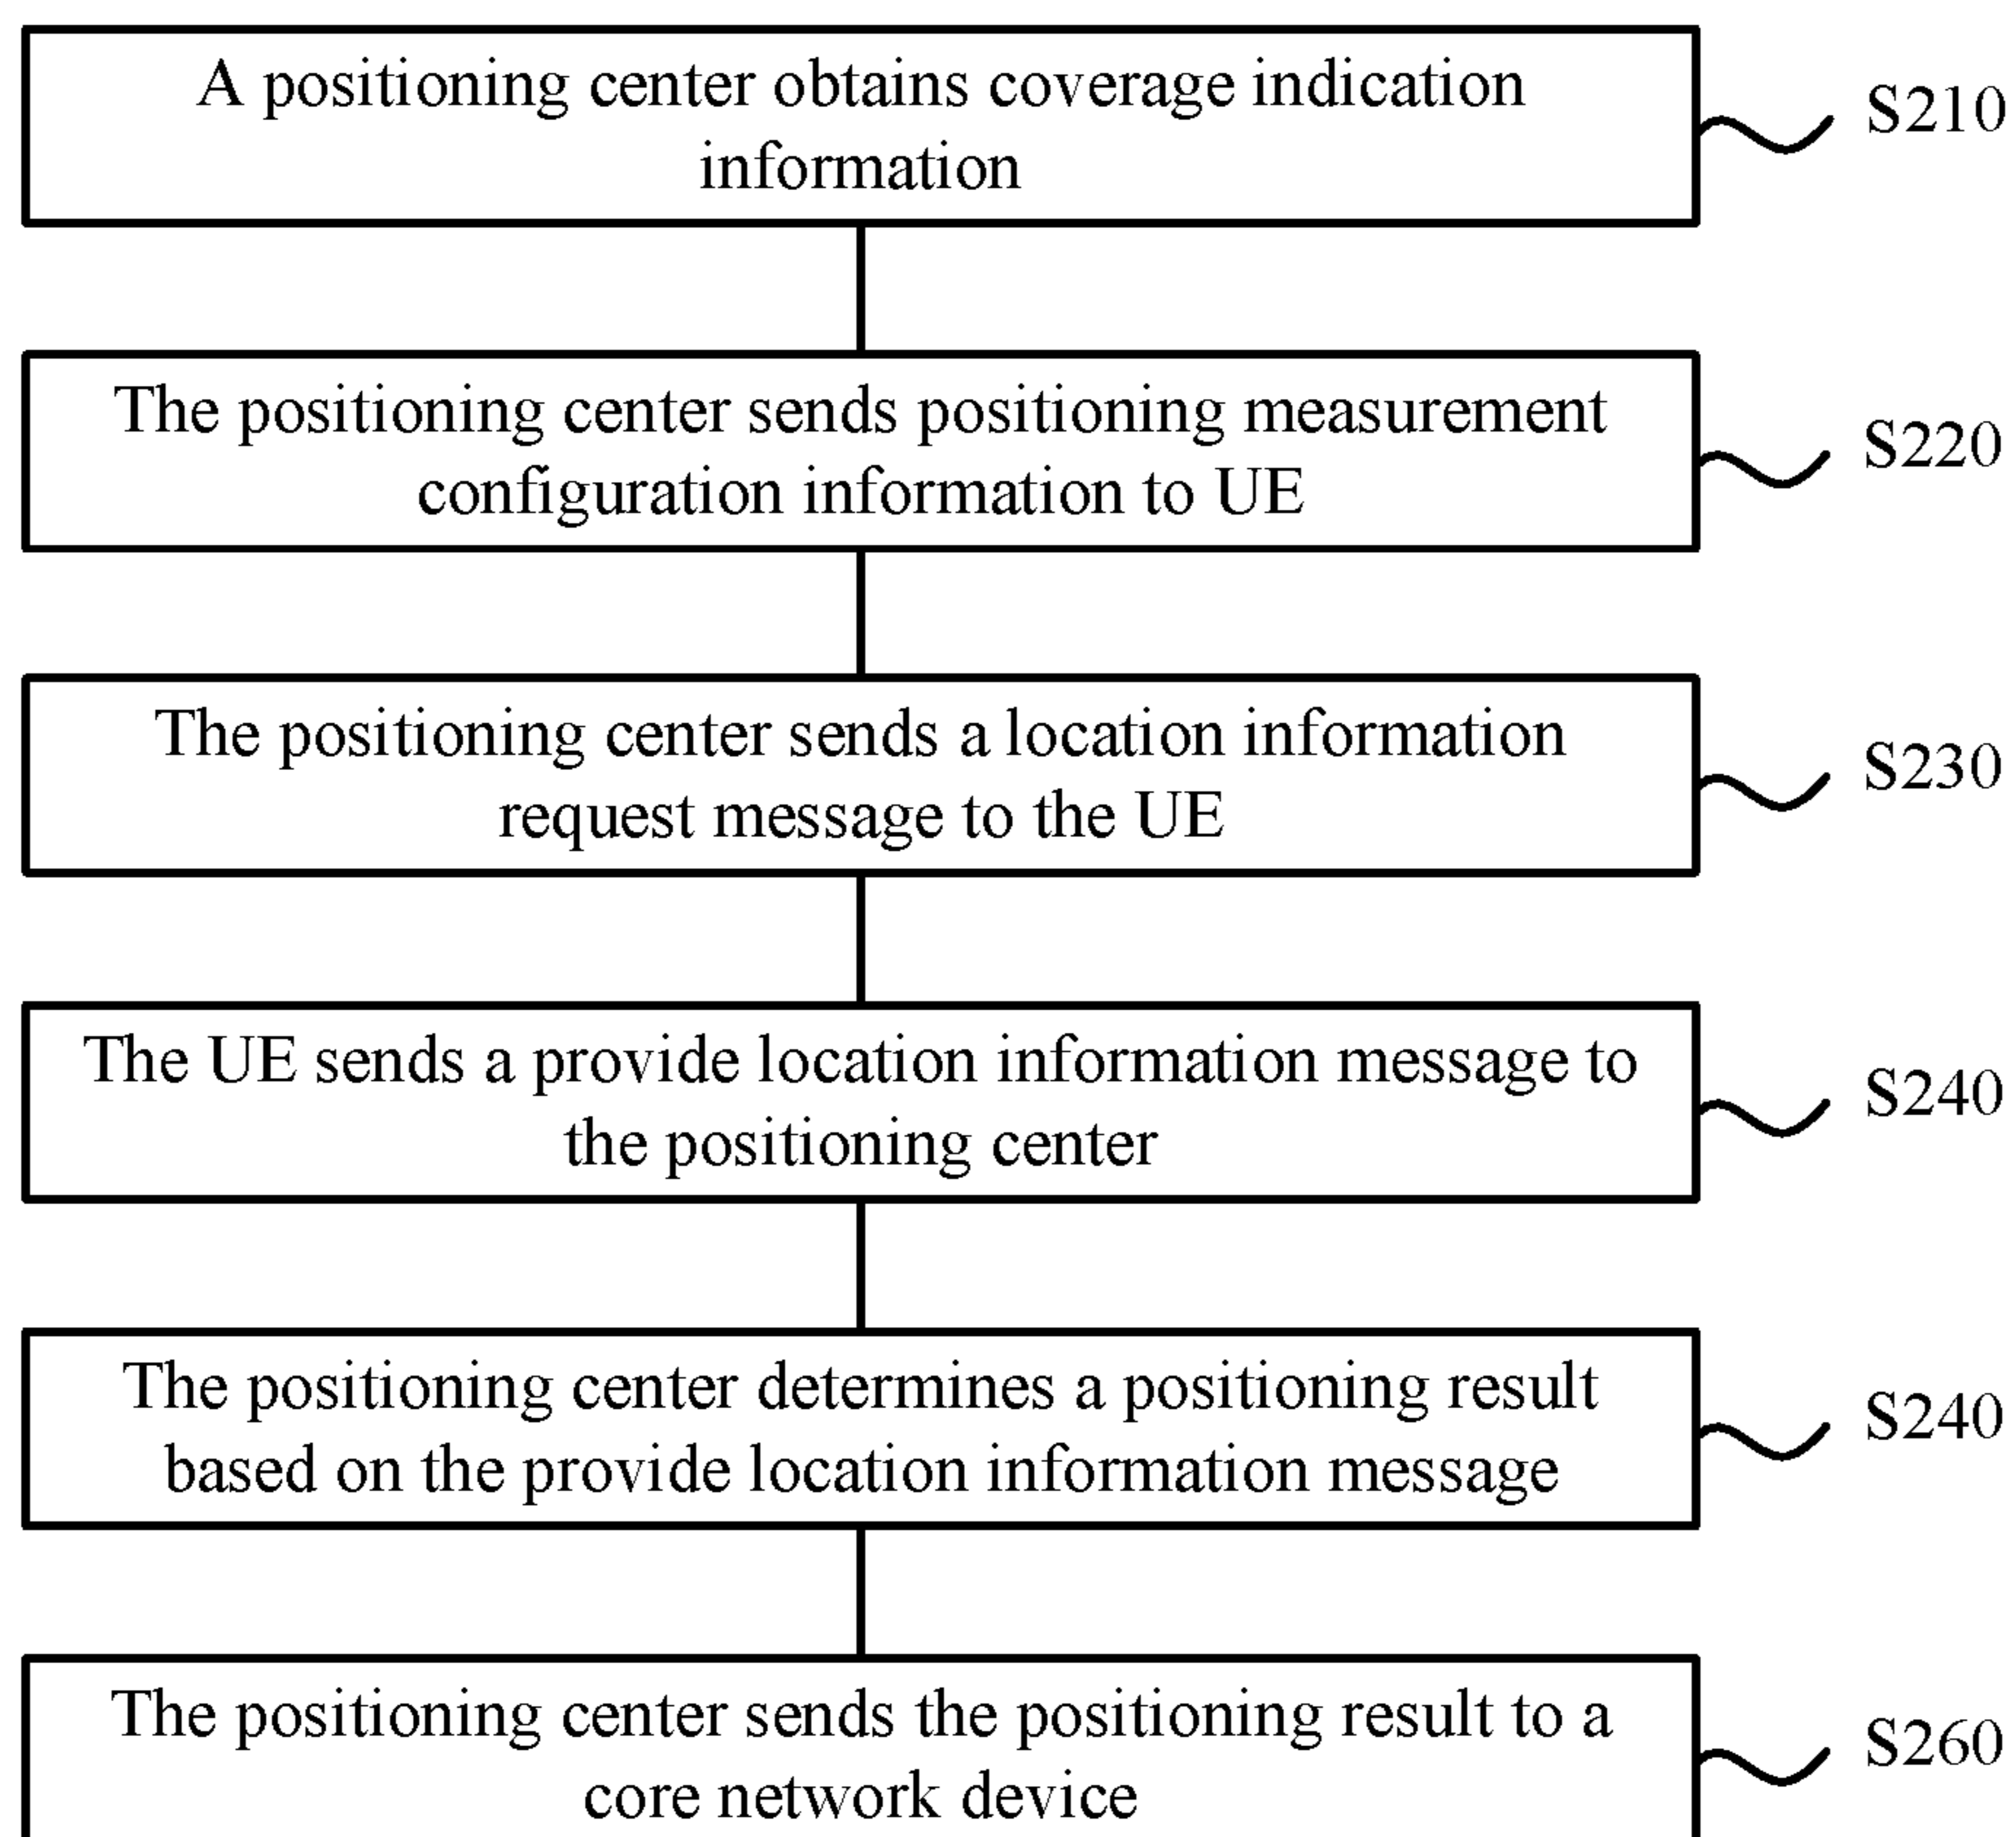 A positioning center obtains coverage indication
information
S210
The positioning center sends positioning measurement
configuration information to UE
S220
The positioning center sends a location information
request message to the UE
S230
The UE sends a provide location information message to
the positioning center
S240
The positioning center determines a positioning result
based on the provide location information message
S240
The positioning center sends the positioning result to a
core network device
S260